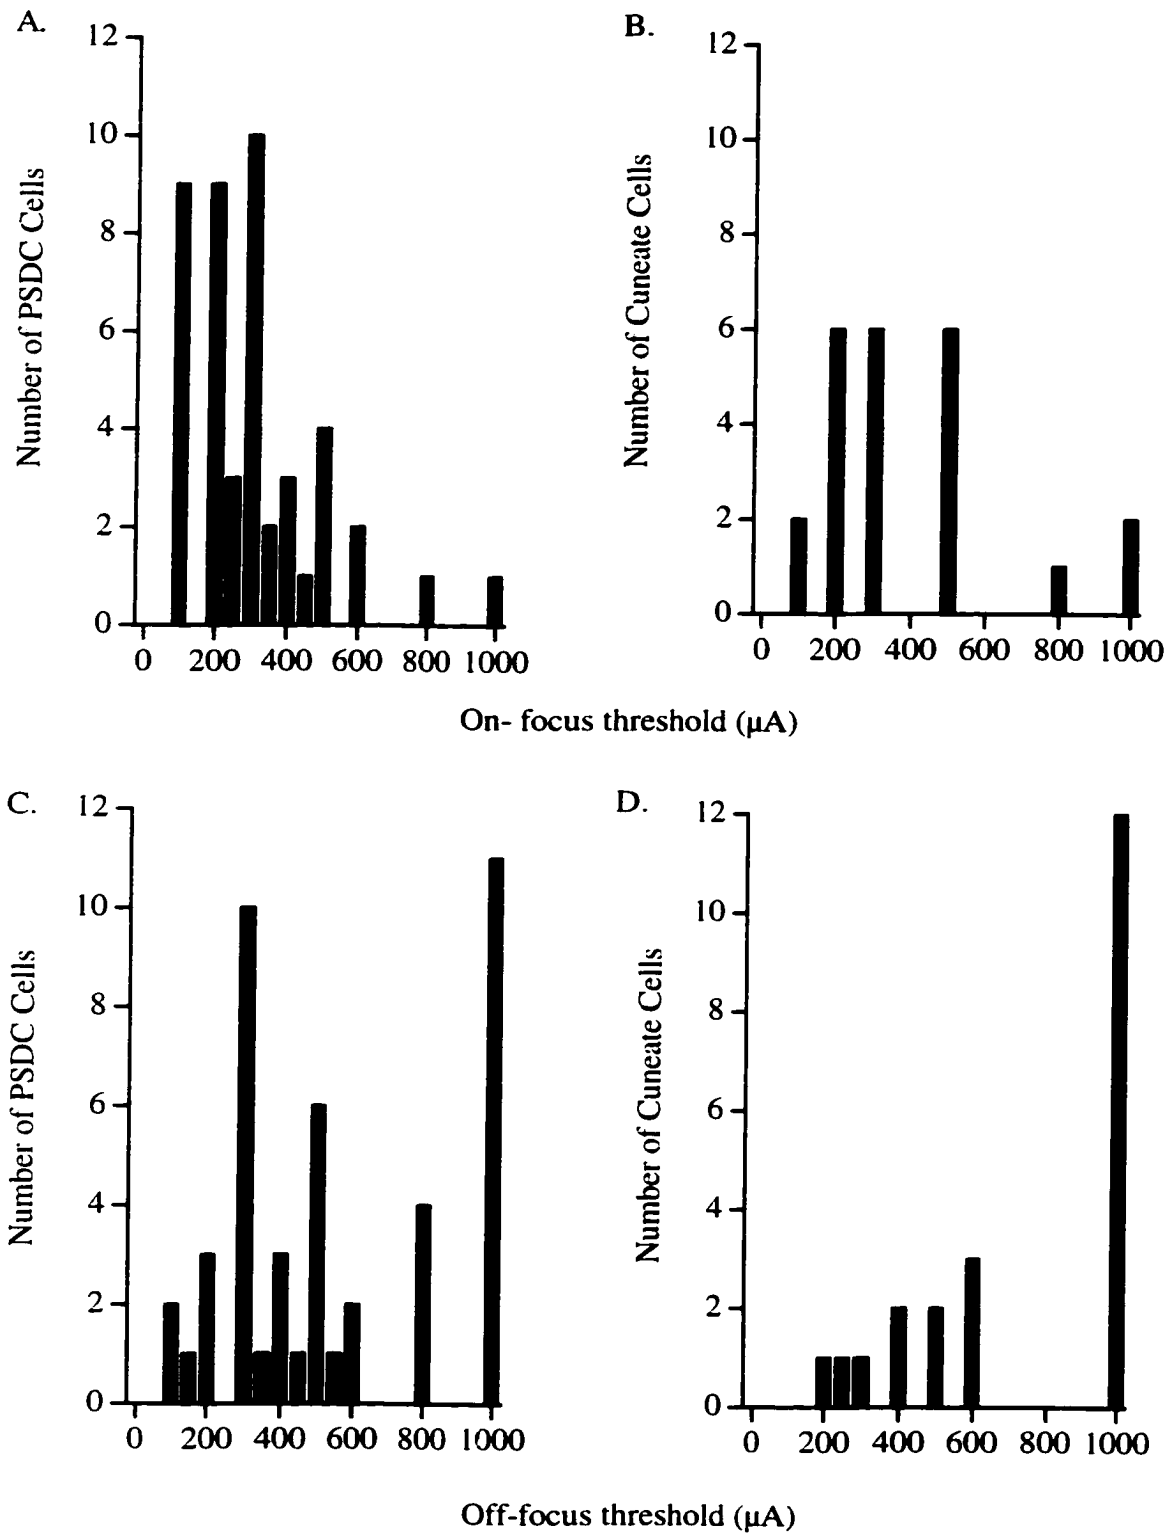 A.
Number of PSDC Cells
12
10
8
6
4
2
0
0 200 400 600 800 1000
B.
Number of Cuneate Cells
12
10
8
6
4
2
0
0 200 400 600 800 1000
On- focus threshold (µA)
C.
Number of PSDC Cells
12
10
8
6
4
2
0
0 200 400 600 800 1000
D.
Number of Cuneate Cells
12
10
8
6
4
2
0
0 200 400 600 800 1000
Off-focus threshold (µA)